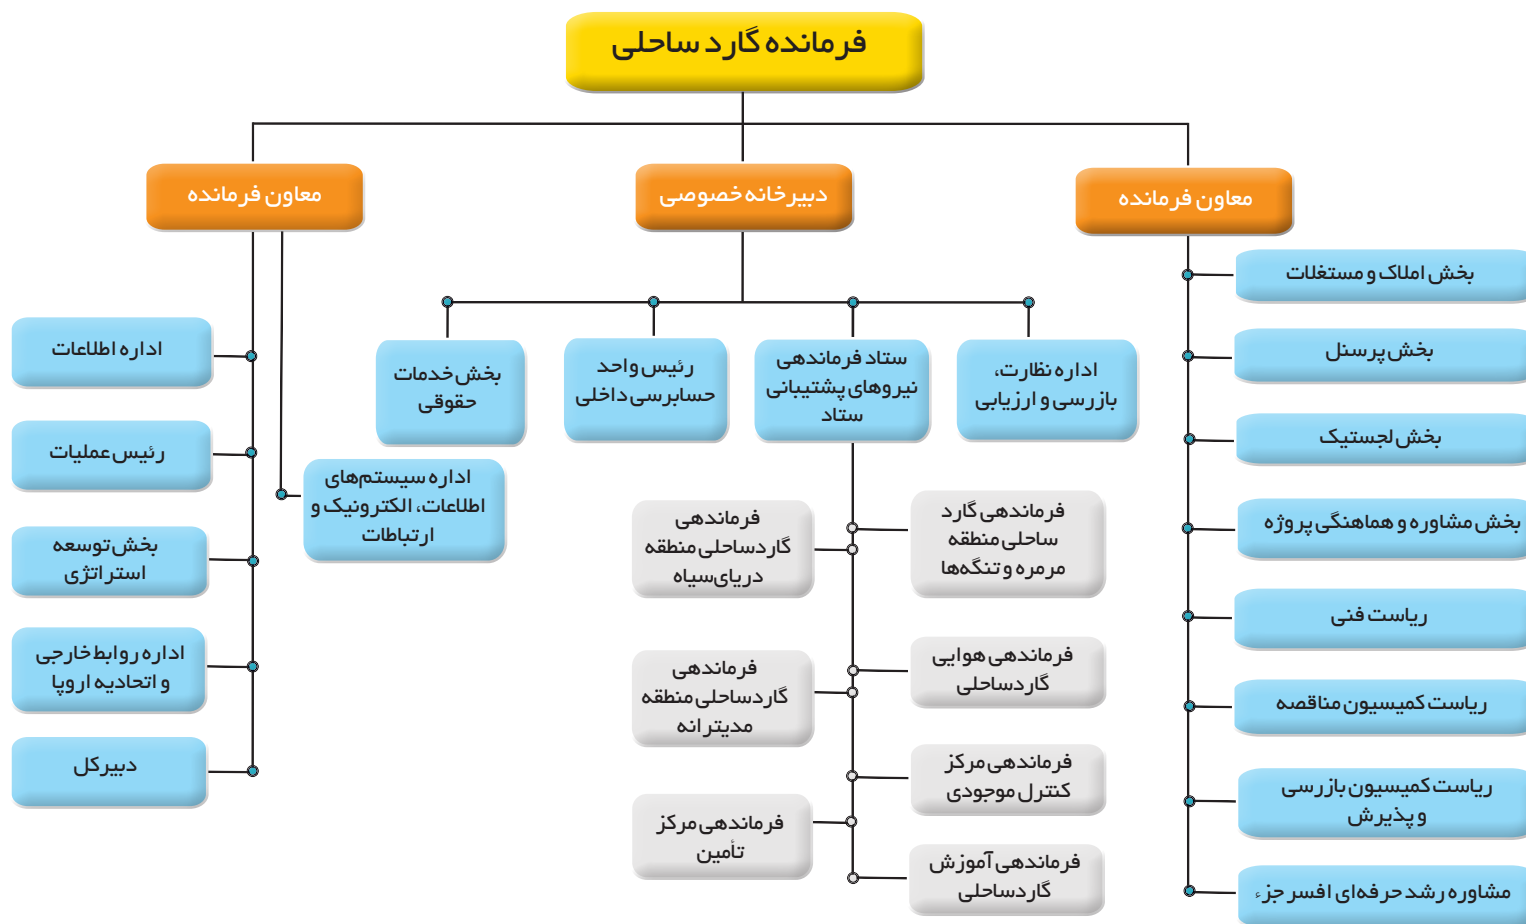 فرمانده گارد ساحلی
معاون فرمانده
دبیرخانه خصوصی
معاون فرمانده
بخش املاک و مستغلات
بخش پرسنل
بخش لجستیک
بخش مشاوره و هماهنگی پروژه
ریاست فنی
ریاست کمیسیون مناقصه
ریاست کمیسیون بازرسی
و پذیرش
مشاوره رشد حرفه‌ای افسر جزء
اداره نظارت،
بازرسی و ارزیابی
ستاد فرماندهی
نیروهای پشتیبانی
ستاد
رئیس واحد
حسابرسی داخلی
بخش خدمات
حقوقی
فرماندهی گارد
ساحلی منطقه
مرمره و تنگه‌ها
فرماندهی
گارد ساحلی منطقه
دریای سیاه
فرماندهی هوایی
گارد ساحلی
فرماندهی
گارد ساحلی منطقه
مدیترانه
فرماندهی مرکز
کنترل موجودی
فرماندهی مرکز
تأمین
فرماندهی آموزش
گارد ساحلی
اداره سیستم‌های
اطلاعات، الکترونیک و
ارتباطات
اداره اطلاعات
رئیس عملیات
بخش توسعه
استراتژی
اداره روابط خارجی
و اتحادیه اروپا
دبیر کل